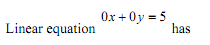 Linear equation 0x + 0y = 5 has